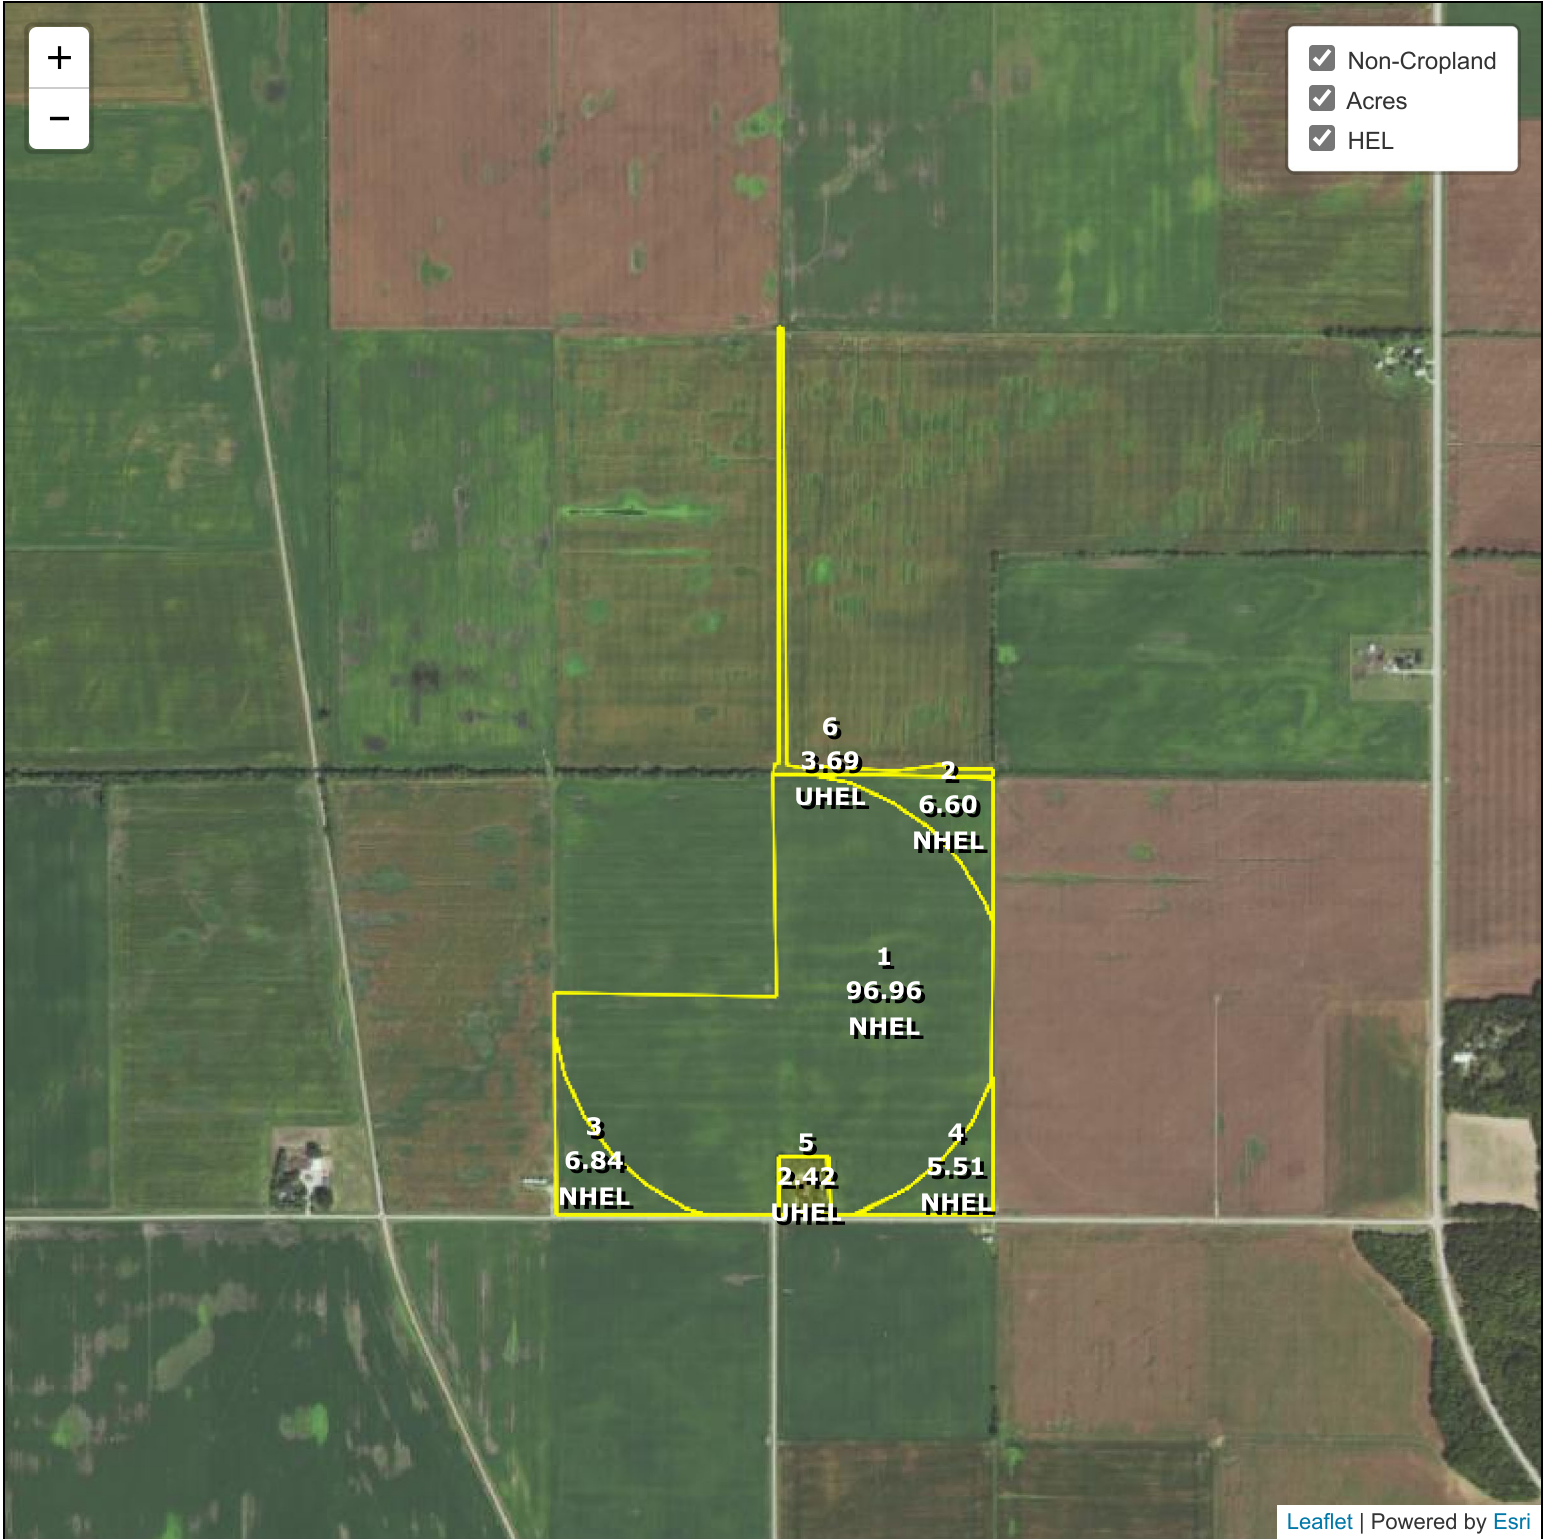 +
−
Non-Cropland
Acres
HEL
6
3.69
UHEL
2
6.60
NHEL
1
96.96
NHEL
3
6.84
NHEL
5
2.42
UHEL
4
5.51
NHEL
Leaflet | Powered by Esri